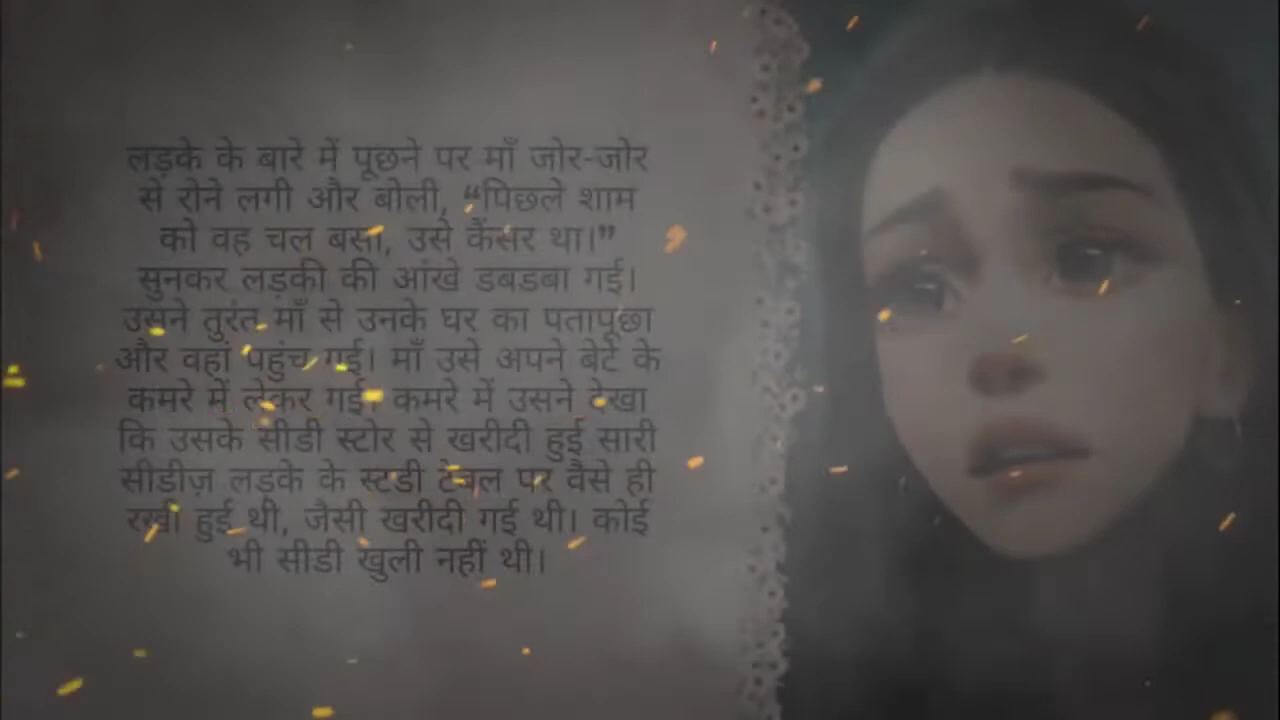 लड़के के बारे में पूछने पर माँ जोर-जोर
से रोने लगी और बोली, “पिछले शाम
को वह चल बसा, उसे कैंसर था।”
सुनकर लड़की की आंखे डबडबा गई।
उसने तुरंत माँ से उनके घर का पतापूछा
और वहां पहुंच गई। माँ उसे अपने बेटे के
कमरे में लेकर गई। कमरे में उसने देखा
कि उसके सीडी स्टोर से खरीदी हुई सारी
सीडीज़ लड़के के स्टडी टेबल पर वैसे ही
रखी हुई थी, जैसी खरीदी गई थी। कोई
भी सीडी खुली नहीं थी।